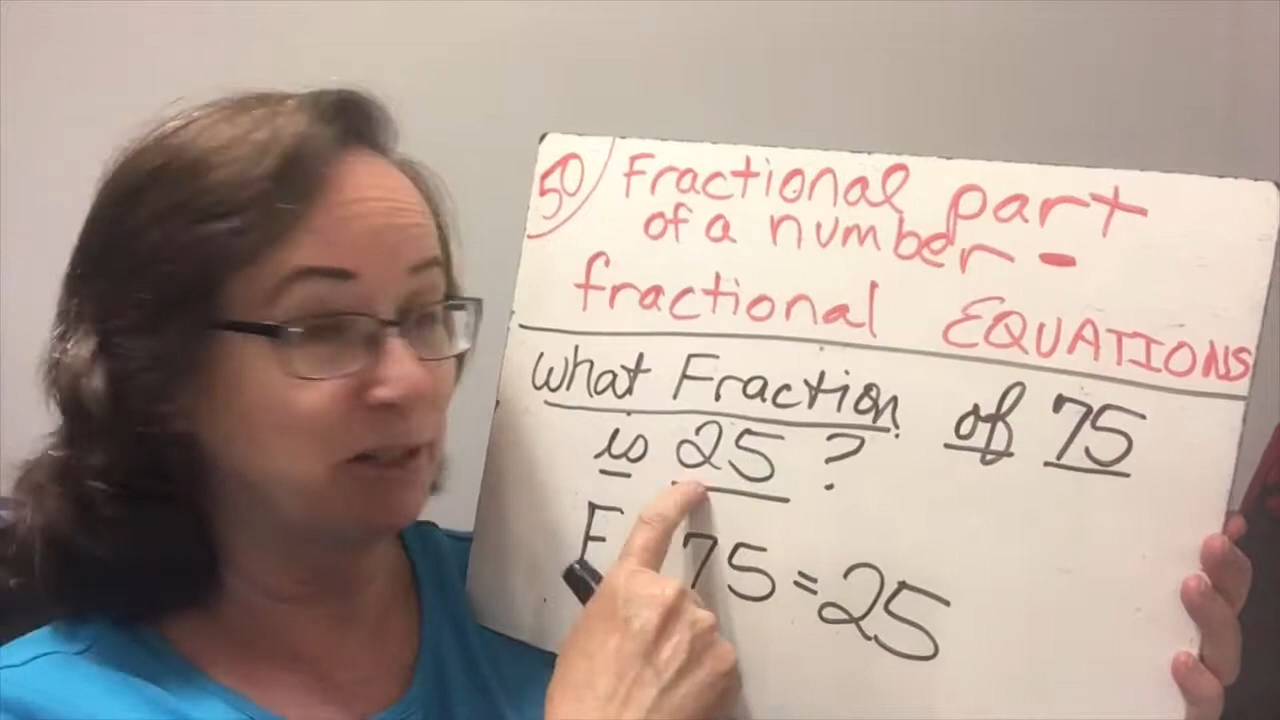 50) Fractional part
of a number -
fractional EQUATIONS
What Fraction of 75
is 25?
F 75 = 25